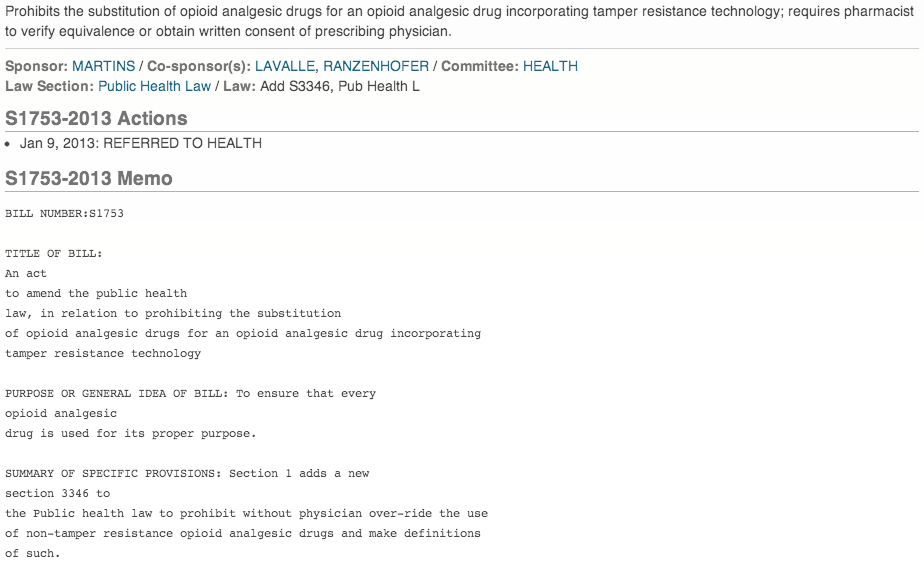 Prohibits the substitution of opioid analgesic drugs for an opioid analgesic drug incorporating tamper resistance technology; requires pharmacist
to verify equivalence or obtain written consent of prescribing physician.
Sponsor: MARTINS / Co-sponsor(s): LAVALLE, RANZENHOFER / Committee: HEALTH
Law Section: Public Health Law / Law: Add S3346, Pub Health L
S1753-2013 Actions
• Jan 9, 2013: REFERRED TO HEALTH
S1753-2013 Memo
BILL NUMBER:S1753
TITLE OF BILL:
An act
to amend the public health
law, in relation to prohibiting the substitution
of opioid analgesic drugs for an opioid analgesic drug incorporating
tamper resistance technology
PURPOSE OR GENERAL IDEA OF BILL: To ensure that every
opioid analgesic
drug is used for its proper purpose.
SUMMARY OF SPECIFIC PROVISIONS: Section 1 adds a new
section 3346 to
the Public health law to prohibit without physician over-ride the use
of non-tamper resistance opioid analgesic drugs and make definitions
of such.